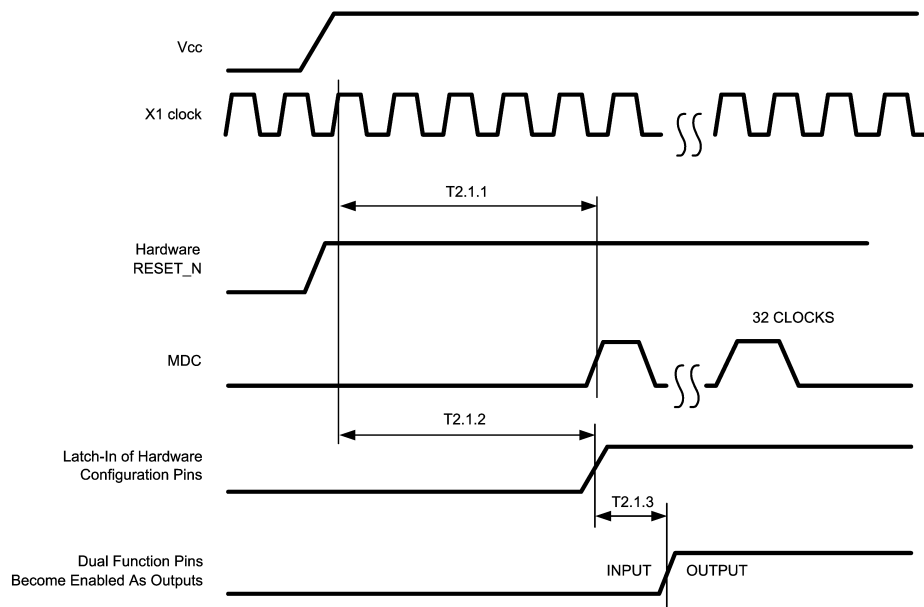 Vcc
X1 clock
T2.1.1
Hardware
RESET_N
32 CLOCKS
MDC
T2.1.2
Latch-In of Hardware
Configuration Pins
T2.1.3
Dual Function Pins
Become Enabled As Outputs
INPUT
OUTPUT